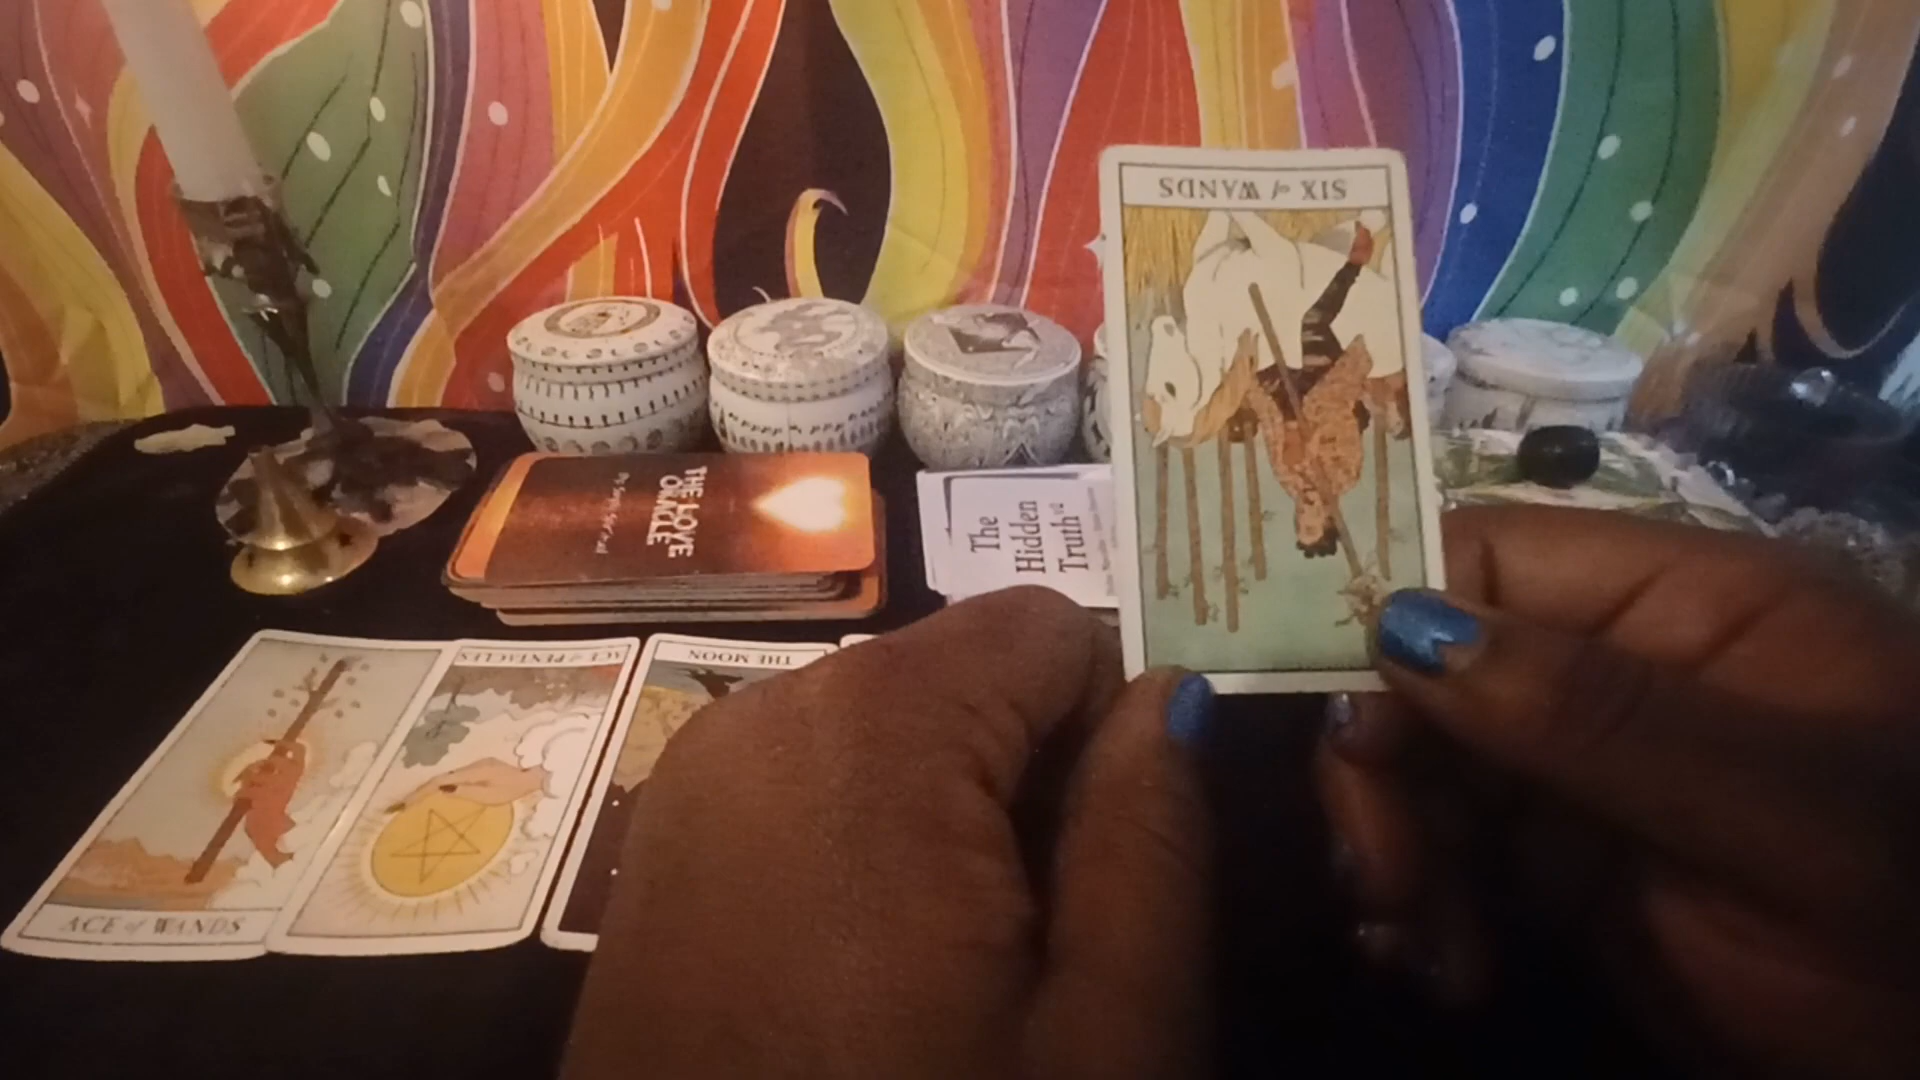 SIX of WANDS
THE LOVE
ORACLE
The
Hidden
Truth
ACE of PENTACLES
THE MOON
ACE of WANDS